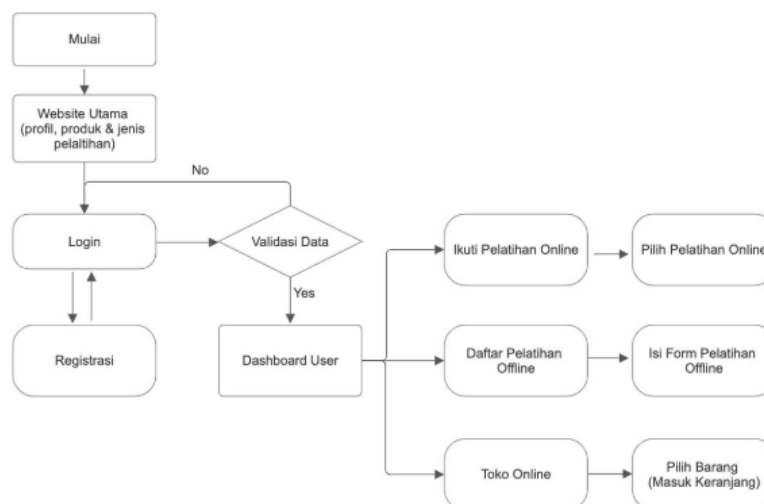 Mulai
Website Utama
(profil, produk & jenis
pelaltihan)
No
Login
Validasi Data
Ikuti Pelatihan Online
Pilih Pelatihan Online
Yes
Registrasi
Dashboard User
Daftar Pelatihan
Offline
Isi Form Pelatihan
Offline
Toko Online
Pilih Barang
(Masuk Keranjang)